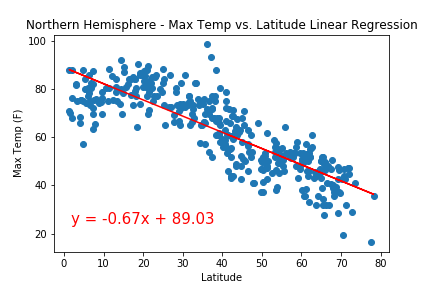 Northern Hemisphere - Max Temp vs. Latitude Linear Regression
100
80
60
40
20
Max Temp (F)
y = -0.67x + 89.03
0 10 20 30 40 50 60 70 80
Latitude